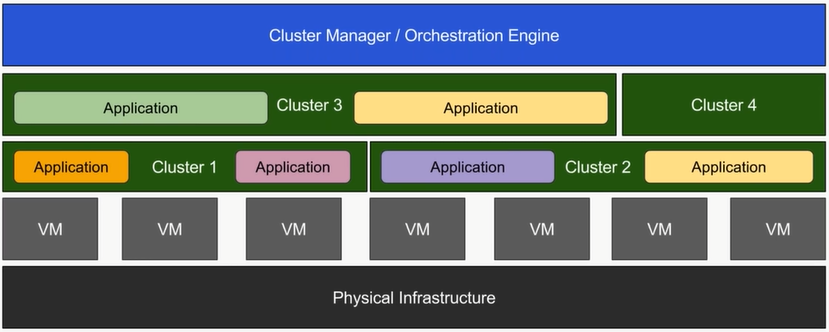 Cluster Manager / Orchestration Engine
Application Cluster 3 Application Cluster 4
Application Cluster 1 Application Application Cluster 2 Application
VM VM VM VM VM VM VM
Physical Infrastructure